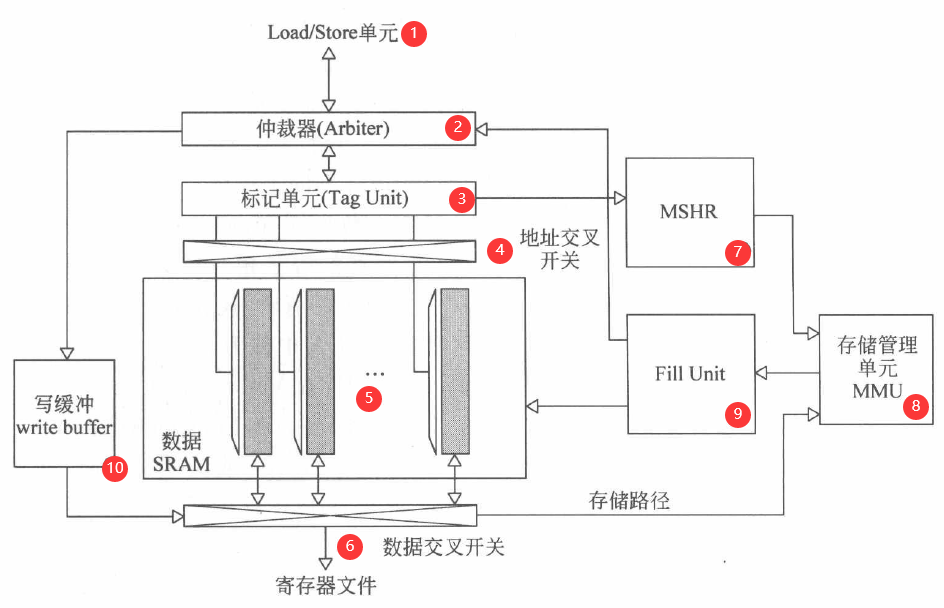 Load/Store单元 1
仲裁器(Arbiter) 2
标记单元(Tag Unit) 3
4 地址交叉
开关
MSHR
7
存储管理
单元
MMU
8
Fill Unit
9
... 5
数据
SRAM
写缓冲
write buffer
10
存储路径
6 数据交叉开关
寄存器文件